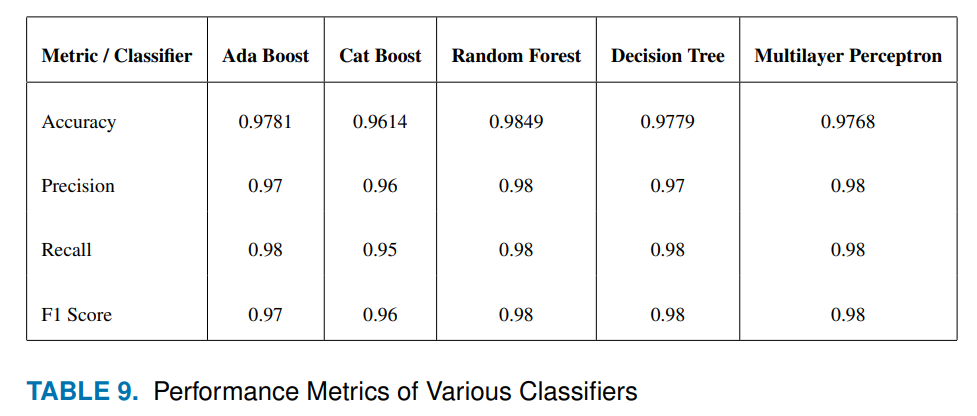 Metric / Classifier Ada Boost Cat Boost Random Forest Decision Tree Multilayer Perceptron
Accuracy 0.9781 0.9614 0.9849 0.9779 0.9768
Precision 0.97 0.96 0.98 0.97 0.98
Recall 0.98 0.95 0.98 0.98 0.98
F1 Score 0.97 0.96 0.98 0.98 0.98
TABLE 9. Performance Metrics of Various Classifiers